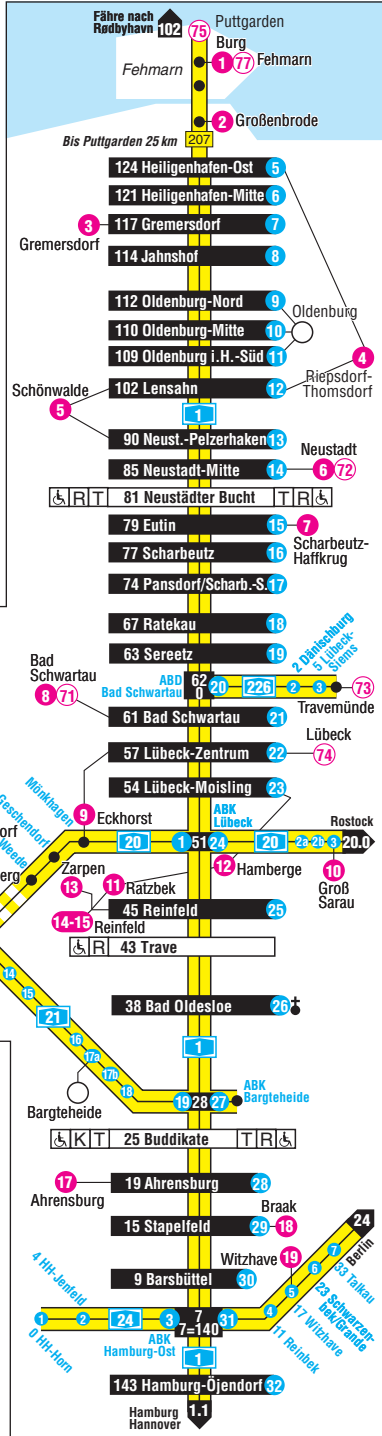 Fähre nach
Rødbyhavn
102
75
Puttgarden
Burg
1 77 Fehmarn
Fehmarn
2 Großenbrode
Bis Puttgarden 25 km
207
124 Heiligenhafen-Ost 5
121 Heiligenhafen-Mitte 6
3
117 Gremersdorf 7
Gremersdorf
114 Jahnshof 8
112 Oldenburg-Nord 9
Oldenburg
110 Oldenburg-Mitte 10
109 Oldenburg i.H.-Süd 11
4
Riepsdorf-
Thomsdorf
102 Lensahn 12
Schönwalde
5
1
90 Neust.-Pelzerhaken 13
Neustadt
85 Neustadt-Mitte 14
6 72
R T 81 Neustädter Bucht T R
79 Eutin 15
7
Scharbeutz-
Haffkrug
77 Scharbeutz 16
74 Pansdorf/Scharb.-S. 17
67 Ratekau 18
63 Sereetz 19
2 Dänischburg
5 Lübeck-
Siems
ABD
Bad Schwartau
62
0
20 226 2 3
73
Travemünde
Bad
Schwartau
8 71
61 Bad Schwartau 21
Lübeck
57 Lübeck-Zentrum 22
74
54 Lübeck-Moisling 23
Mönkhagen
Geschendorf
Weede
9 Eckhorst
ABK
Lübeck
Rostock
20 1 51 24 20 2a 2b 3 20.0
orf
erg
Zarpen
13
11
Ratzbek
12 Hamberge
10
Groß
Sarau
14-15 Reinfeld
45 Reinfeld 25
R 43 Trave
14
15
21
16
17a
17b
18
38 Bad Oldesloe 26
1
Bargteheide
19 28 27
ABK
Bargteheide
K T 25 Buddikate T R
17
Ahrensburg
19 Ahrensburg 28
Braak
15 Stapelfeld 29 18
Witzhave
19
9 Barsbüttel 30
24
Berlin
4 HH-Jenfeld
0 HH-Horn
1 2 24 3
7
7=140
31
4 5 6 7
33 Talkau
23 Schwarzen-
bek/Grande
17 Witzhave
11 Reinbek
ABK
Hamburg-Ost
1
143 Hamburg-Öjendorf 32
Hamburg
Hannover
1.1